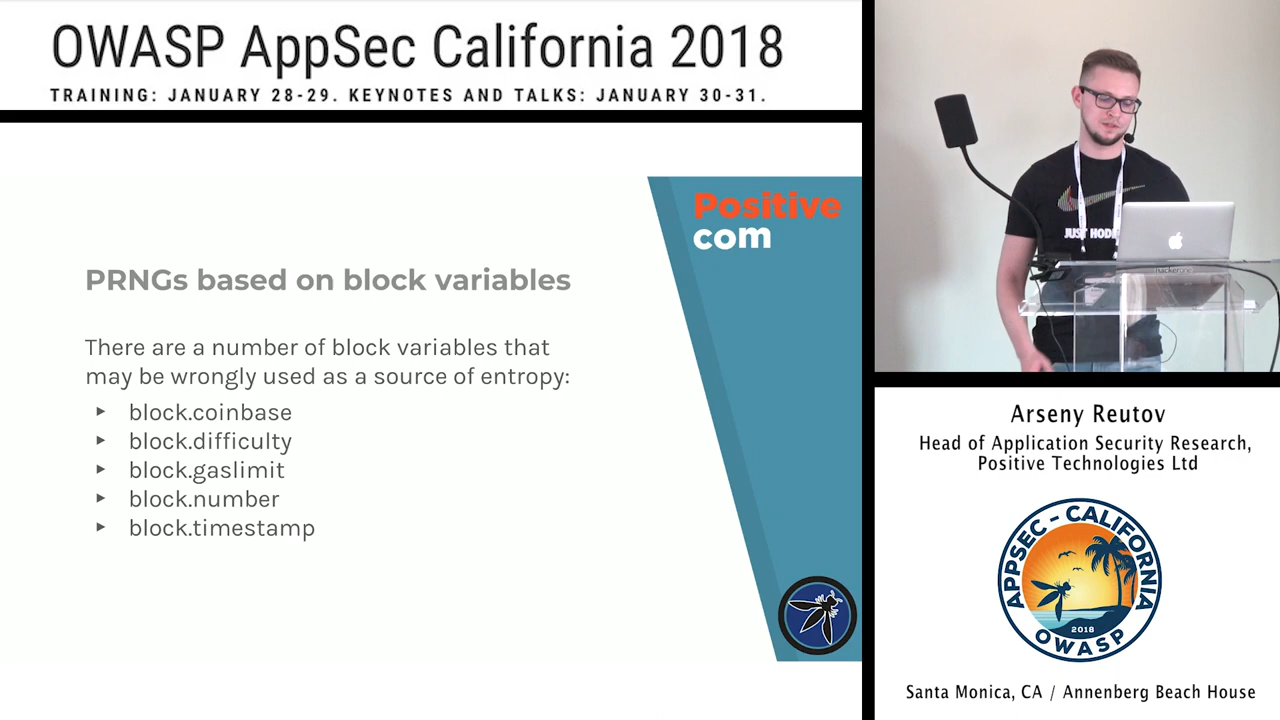 OWASP AppSec California 2018
TRAINING: JANUARY 28-29. KEYNOTES AND TALKS: JANUARY 30-31.
Positive
com
PRNGs based on block variables
There are a number of block variables that
may be wrongly used as a source of entropy:
block.coinbase
block.difficulty
block.gaslimit
block.number
block.timestamp
JUST HODL
hackerone
Arseny Reutov
Head of Application Security Research,
Positive Technologies Ltd
APPSEC - CALIFORNIA
2018
OWASP
Santa Monica, CA / Annenberg Beach House